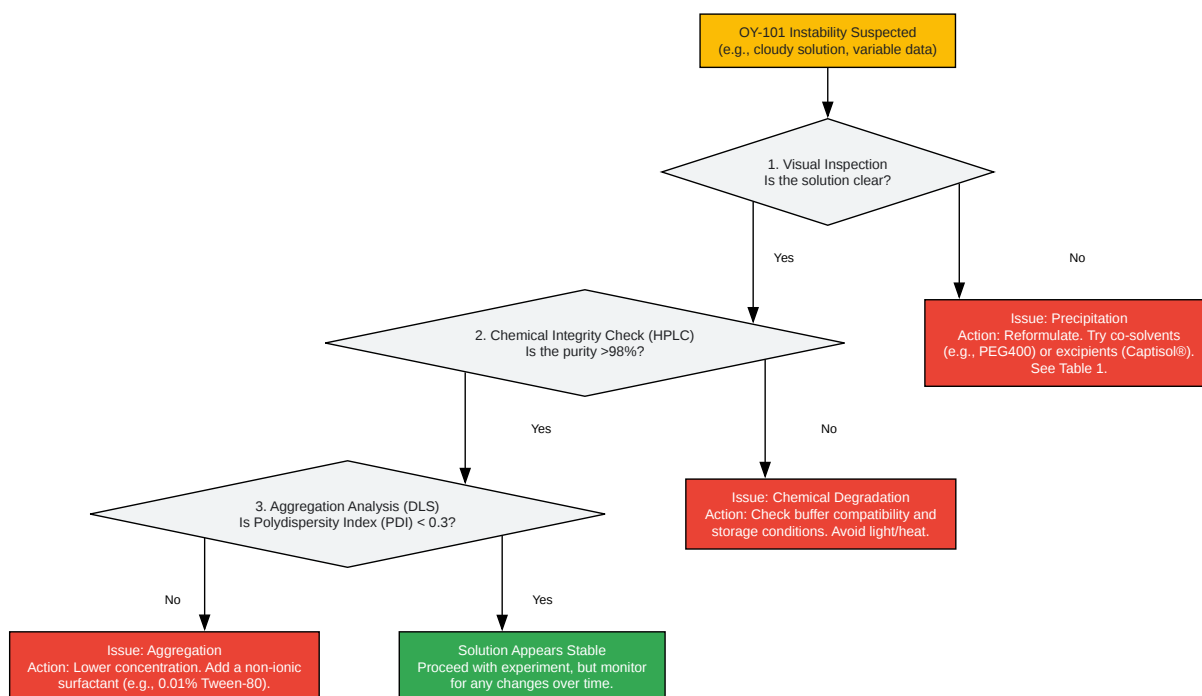 OY-101 Instability Suspected
(e.g., cloudy solution, variable data)
1. Visual Inspection
Is the solution clear?
Yes
No
2. Chemical Integrity Check (HPLC)
Is the purity >98%?
Issue: Precipitation
Action: Reformulate. Try co-solvents
(e.g., PEG400) or excipients (Captisol®).
See Table 1.
Yes
No
3. Aggregation Analysis (DLS)
Is Polydispersity Index (PDI) < 0.3?
Issue: Chemical Degradation
Action: Check buffer compatibility and
storage conditions. Avoid light/heat.
No
Yes
Issue: Aggregation
Action: Lower concentration. Add a non-ionic
surfactant (e.g., 0.01% Tween-80).
Solution Appears Stable
Proceed with experiment, but monitor
for any changes over time.